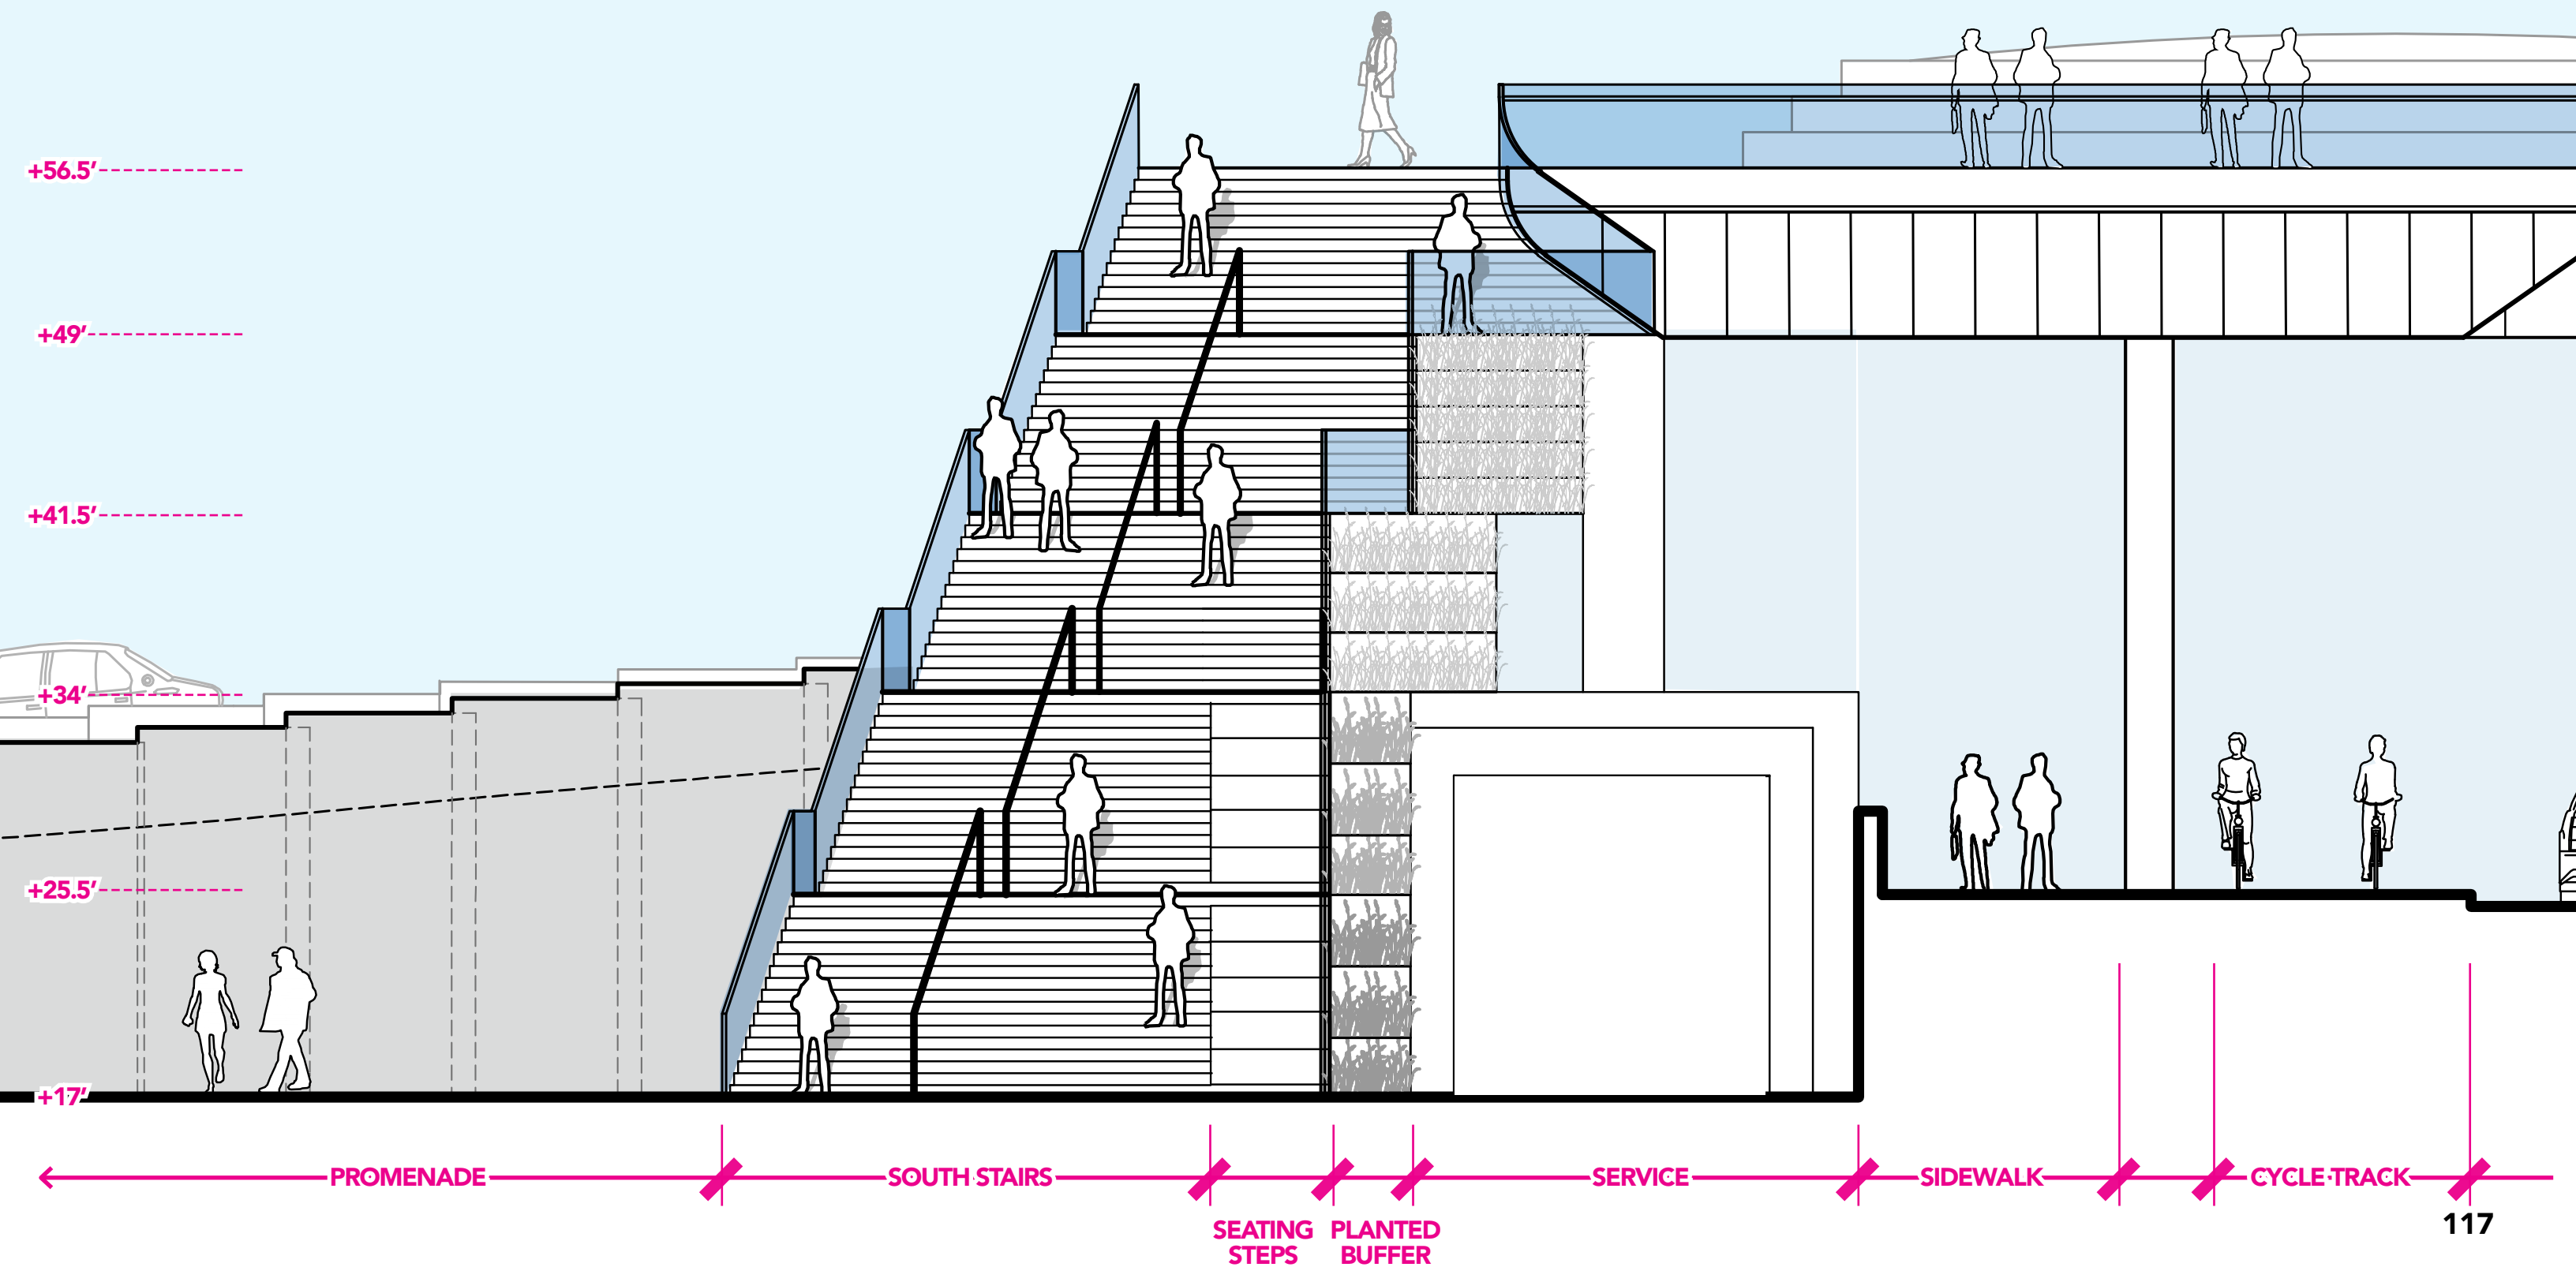 +56.5’
+49’
+41.5’
+34’
+25.5’
+17’
PROMENADE
SOUTH STAIRS
SERVICE
SIDEWALK
CYCLE TRACK
SEATING
STEPS
PLANTED
BUFFER
117